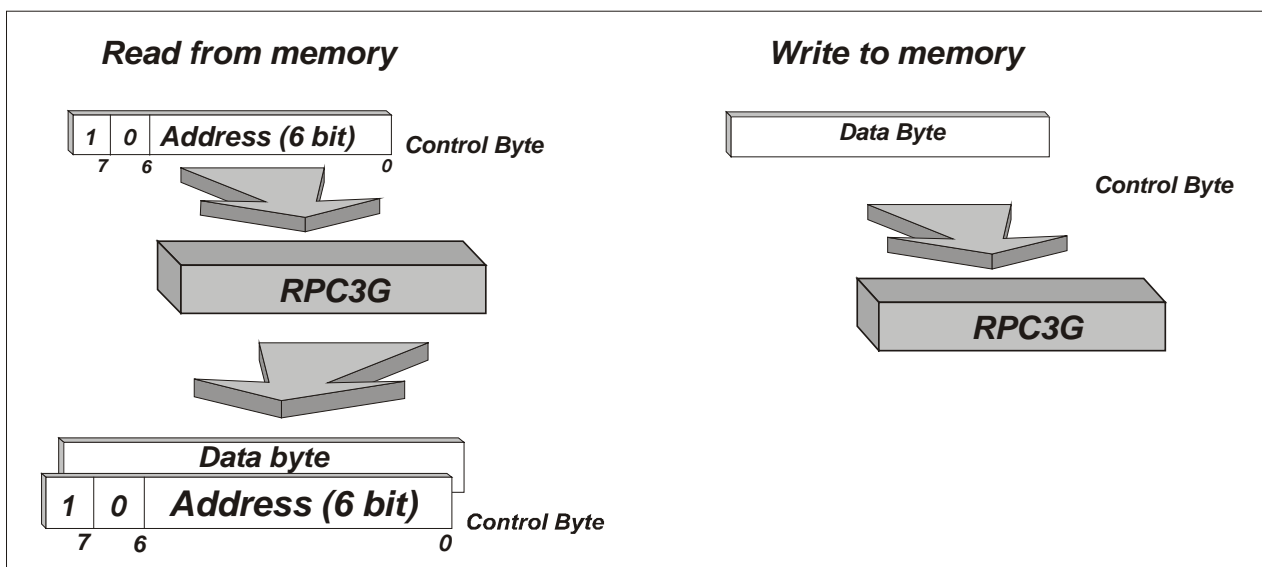 Read from memory
1 0 Address (6 bit)
Control Byte
7 6 0
RPC3G
Data byte
1 0 Address (6 bit)
Control Byte
7 6 0
Write to memory
Data Byte
Control Byte
RPC3G